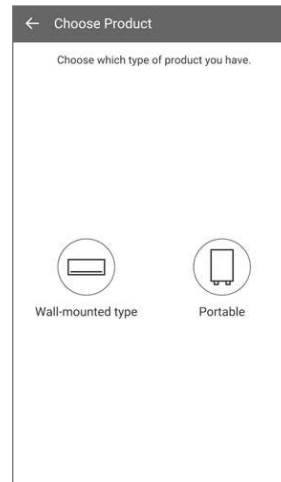 Choose Product
Choose which type of product you have.
Wall-mounted type
Portable